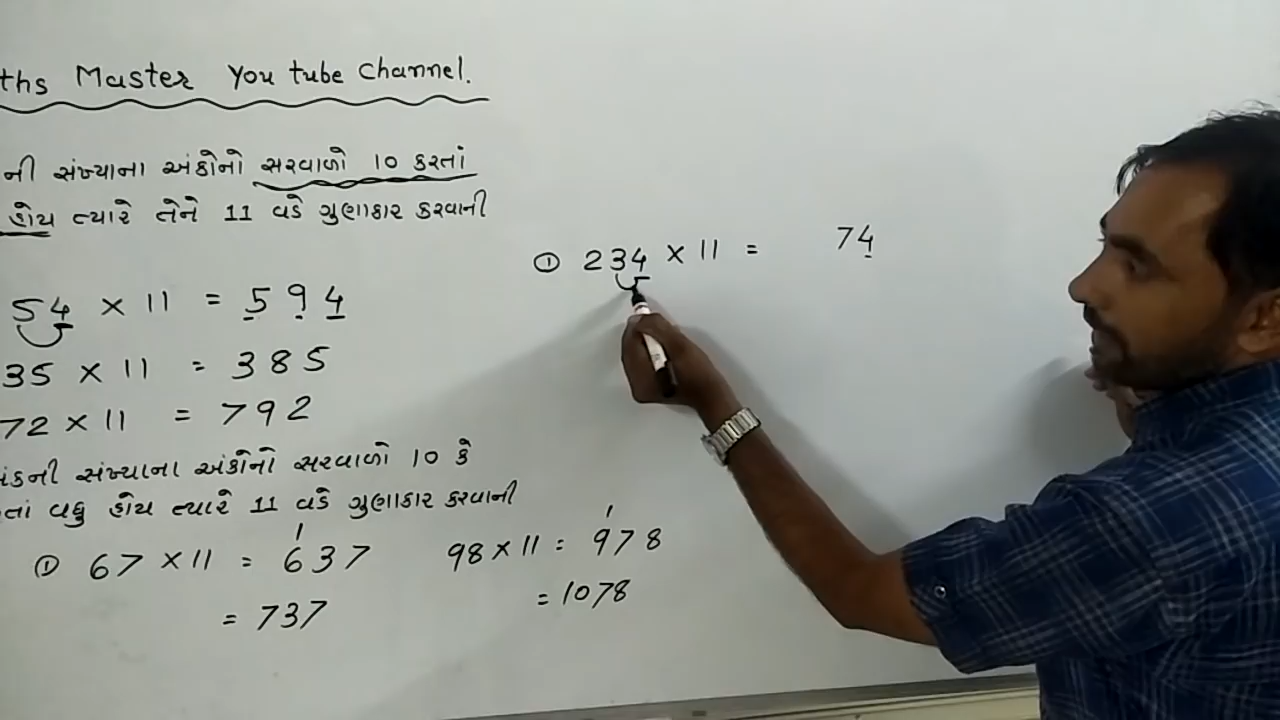 ths Master You tube Channel.
ની સંખ્યાના અંકોનો સરવાળો 10 કરતાં
હોય ત્યારે તેને 11 વડે ગુણાકાર કરવાની
54 × 11 = 594
35 × 11 = 385
72 × 11 = 792
અંકની સંખ્યાના અંકોનો સરવાળો 10 કે
તાં વધુ હોય ત્યારે 11 વડે ગુણાકાર કરવાની
1
① 67 × 11 = 637
= 737
1
98 × 11 = 978
= 1078
① 234 × 11 = 74